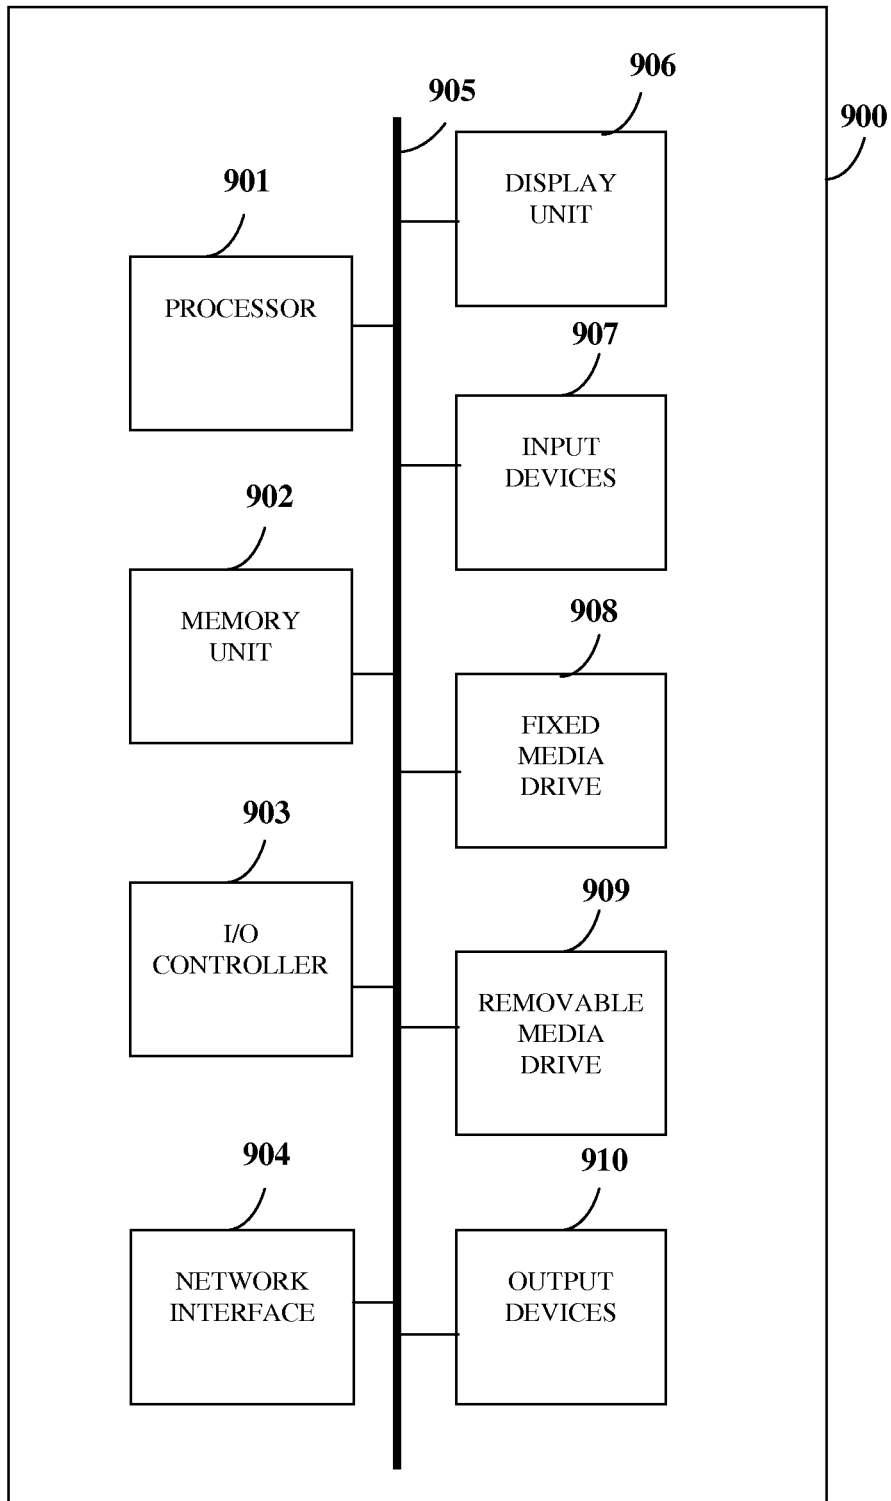 906
905
900
DISPLAY
UNIT
901
PROCESSOR
907
INPUT
DEVICES
902
MEMORY
UNIT
908
FIXED
MEDIA
DRIVE
903
I/O
CONTROLLER
909
REMOVABLE
MEDIA
DRIVE
904
NETWORK
INTERFACE
910
OUTPUT
DEVICES